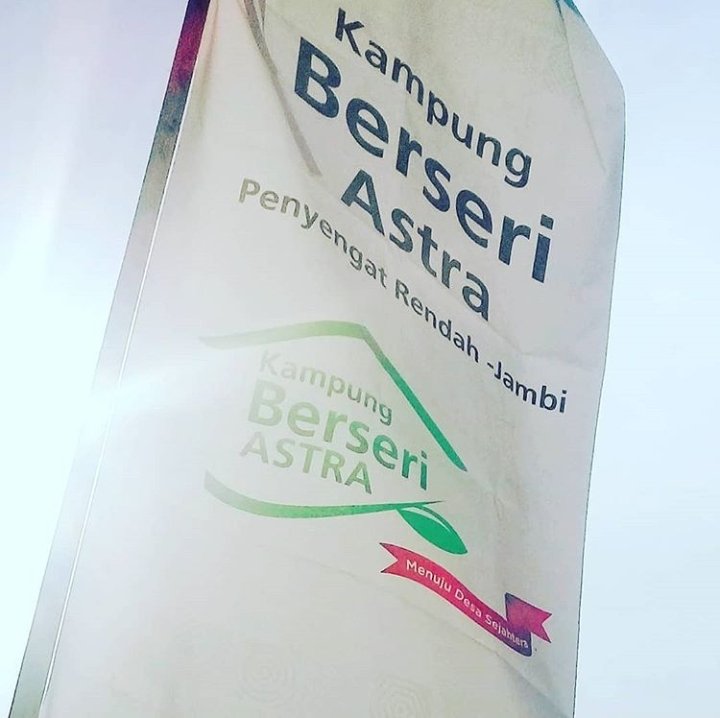 Kampung
Berseri
Astra
Penyengat Rendah -Jambi
Kampung
Berseri
ASTRA
Menuju Desa Sejahtera